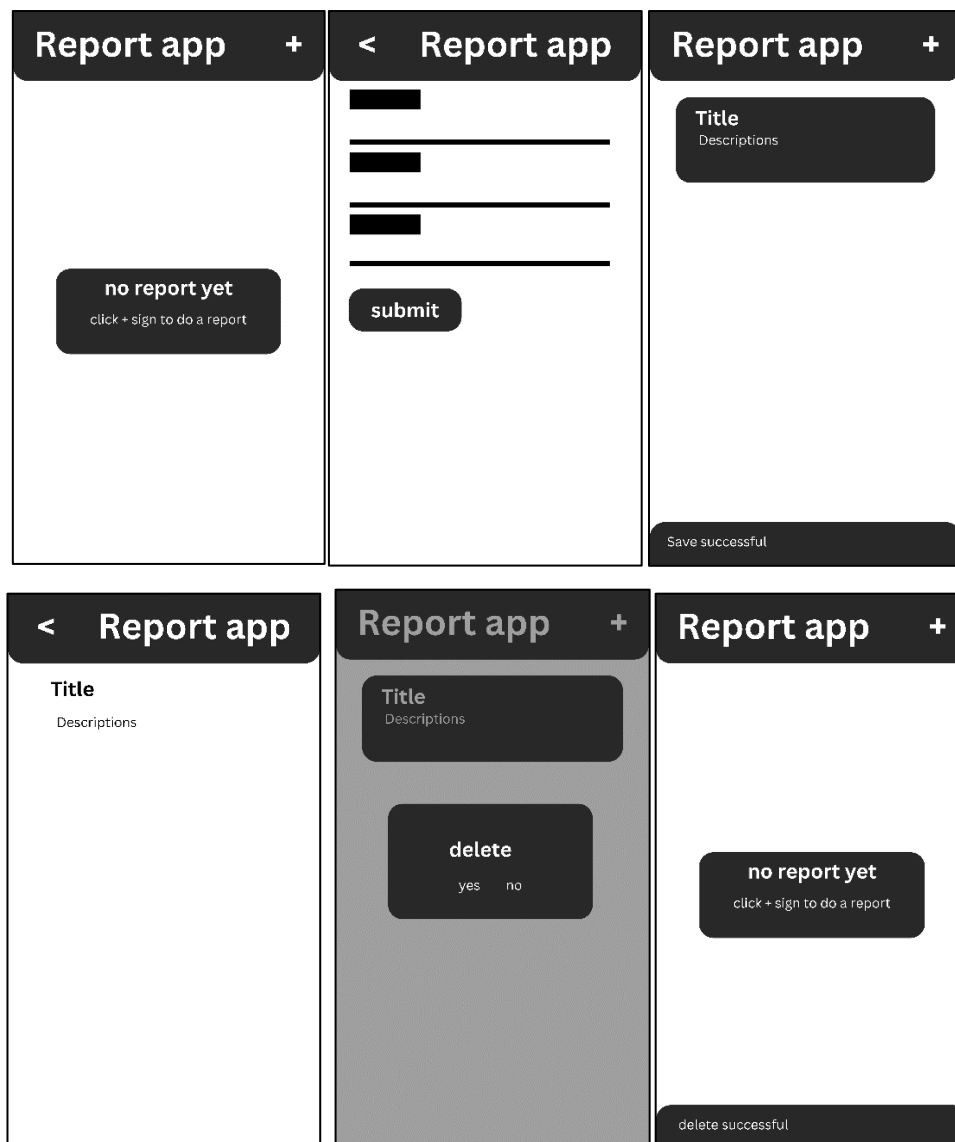 Report app +
no report yet
click + sign to do a report
< Report app
submit
Report app +
Title
Descriptions
Save successful
< Report app
Title
Descriptions
Report app +
Title
Descriptions
delete
yes no
Report app +
no report yet
click + sign to do a report
delete successful